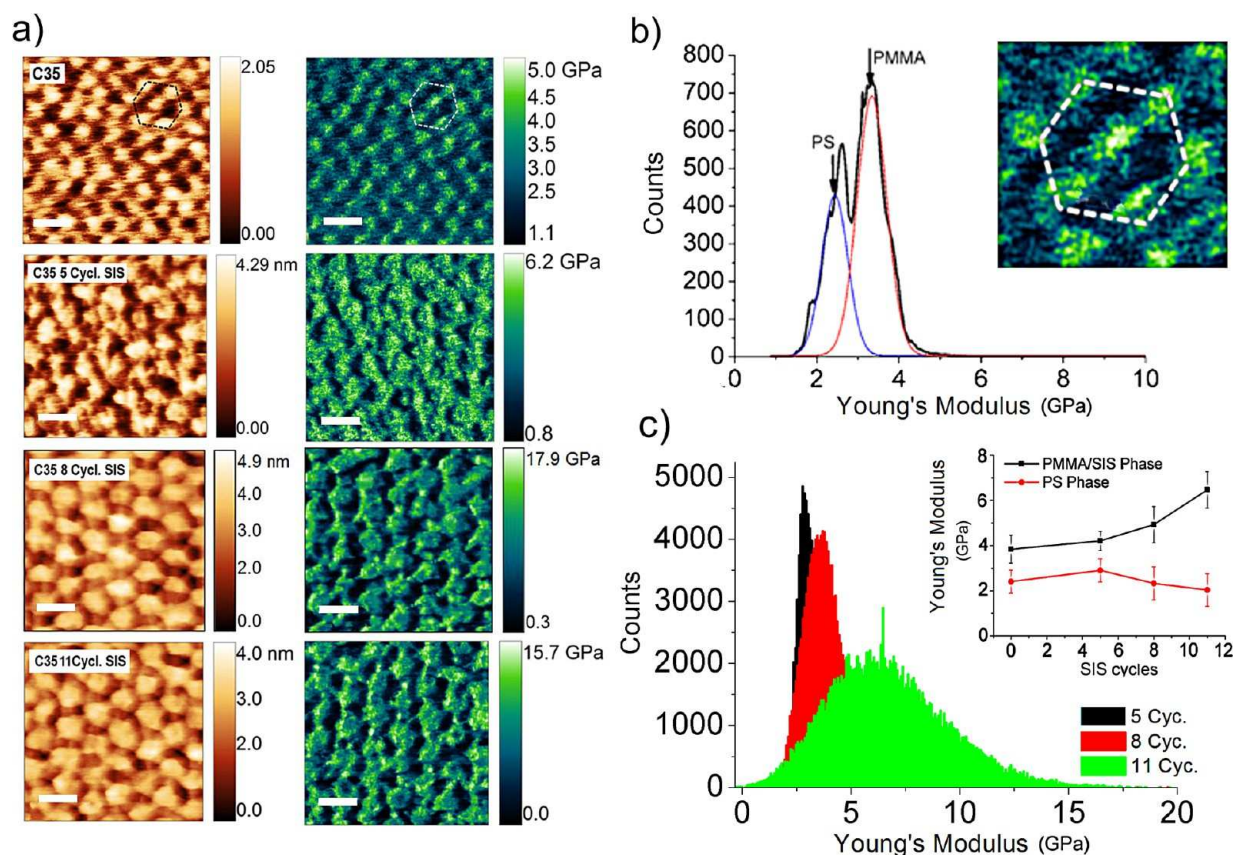 a)
C35
2.05
0.00
5.0 GPa
4.5
4.0
3.5
3.0
2.5
1.1
C35 5 Cycl. SIS
4.29 nm
0.00
6.2 GPa
0.8
C35 8 Cycl. SIS
4.9 nm
4.0
3.0
2.0
1.0
0.0
17.9 GPa
0.3
C35 11Cycl. SIS
4.0 nm
3.0
2.0
0.0
15.7 GPa
0.0
b)
800
700
600
500
400
300
200
100
0
Counts
PS
PMMA
0 2 4 6 8 10
Young's Modulus (GPa)
c)
5000
4000
3000
2000
1000
0
Counts
0 5 10 15 20
Young's Modulus (GPa)
5 Cyc.
8 Cyc.
11 Cyc.
PMMA/SIS Phase
PS Phase
8
6
4
2
0
Young's Modulus
(GPa)
0 2 4 6 8 10 12
SIS cycles